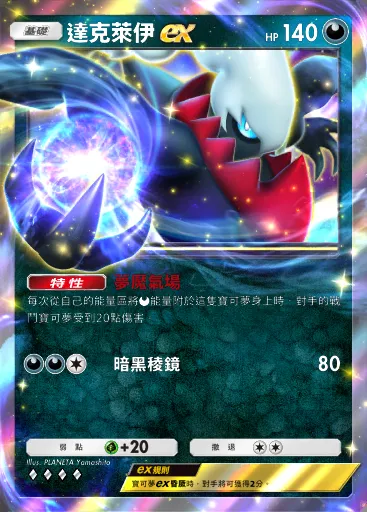 基礎 達克萊伊 ex HP 140
特性 夢魘氣場
每次從自己的能量區將 能量附於這隻寶可夢身上時，對手的戰
鬥寶可夢受到20點傷害。
暗黑稜鏡 80
弱點 +20 撤退
Illus. PLANETA Yamashita
ex規則
寶可夢ex昏厥時，對手將可獲得2分。